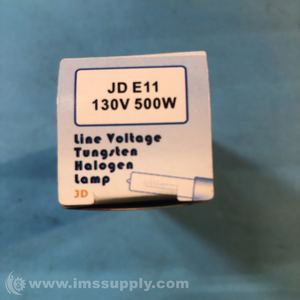 JD E11
130V 500W
Line Voltage
Tungsten
Halogen
Lamp
JD
www.imssupply.com